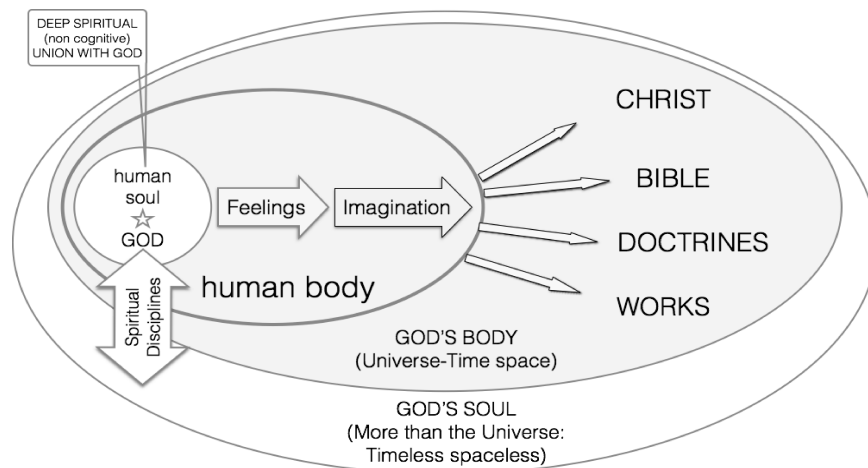 DEEP SPIRITUAL
(non cognitive)
UNION WITH GOD
human
soul
GOD
Feelings
Imagination
CHRIST
BIBLE
DOCTRINES
WORKS
Spiritual
Disciplines
human body
GOD'S BODY
(Universe-Time space)
GOD'S SOUL
(More than the Universe:
Timeless spaceless)